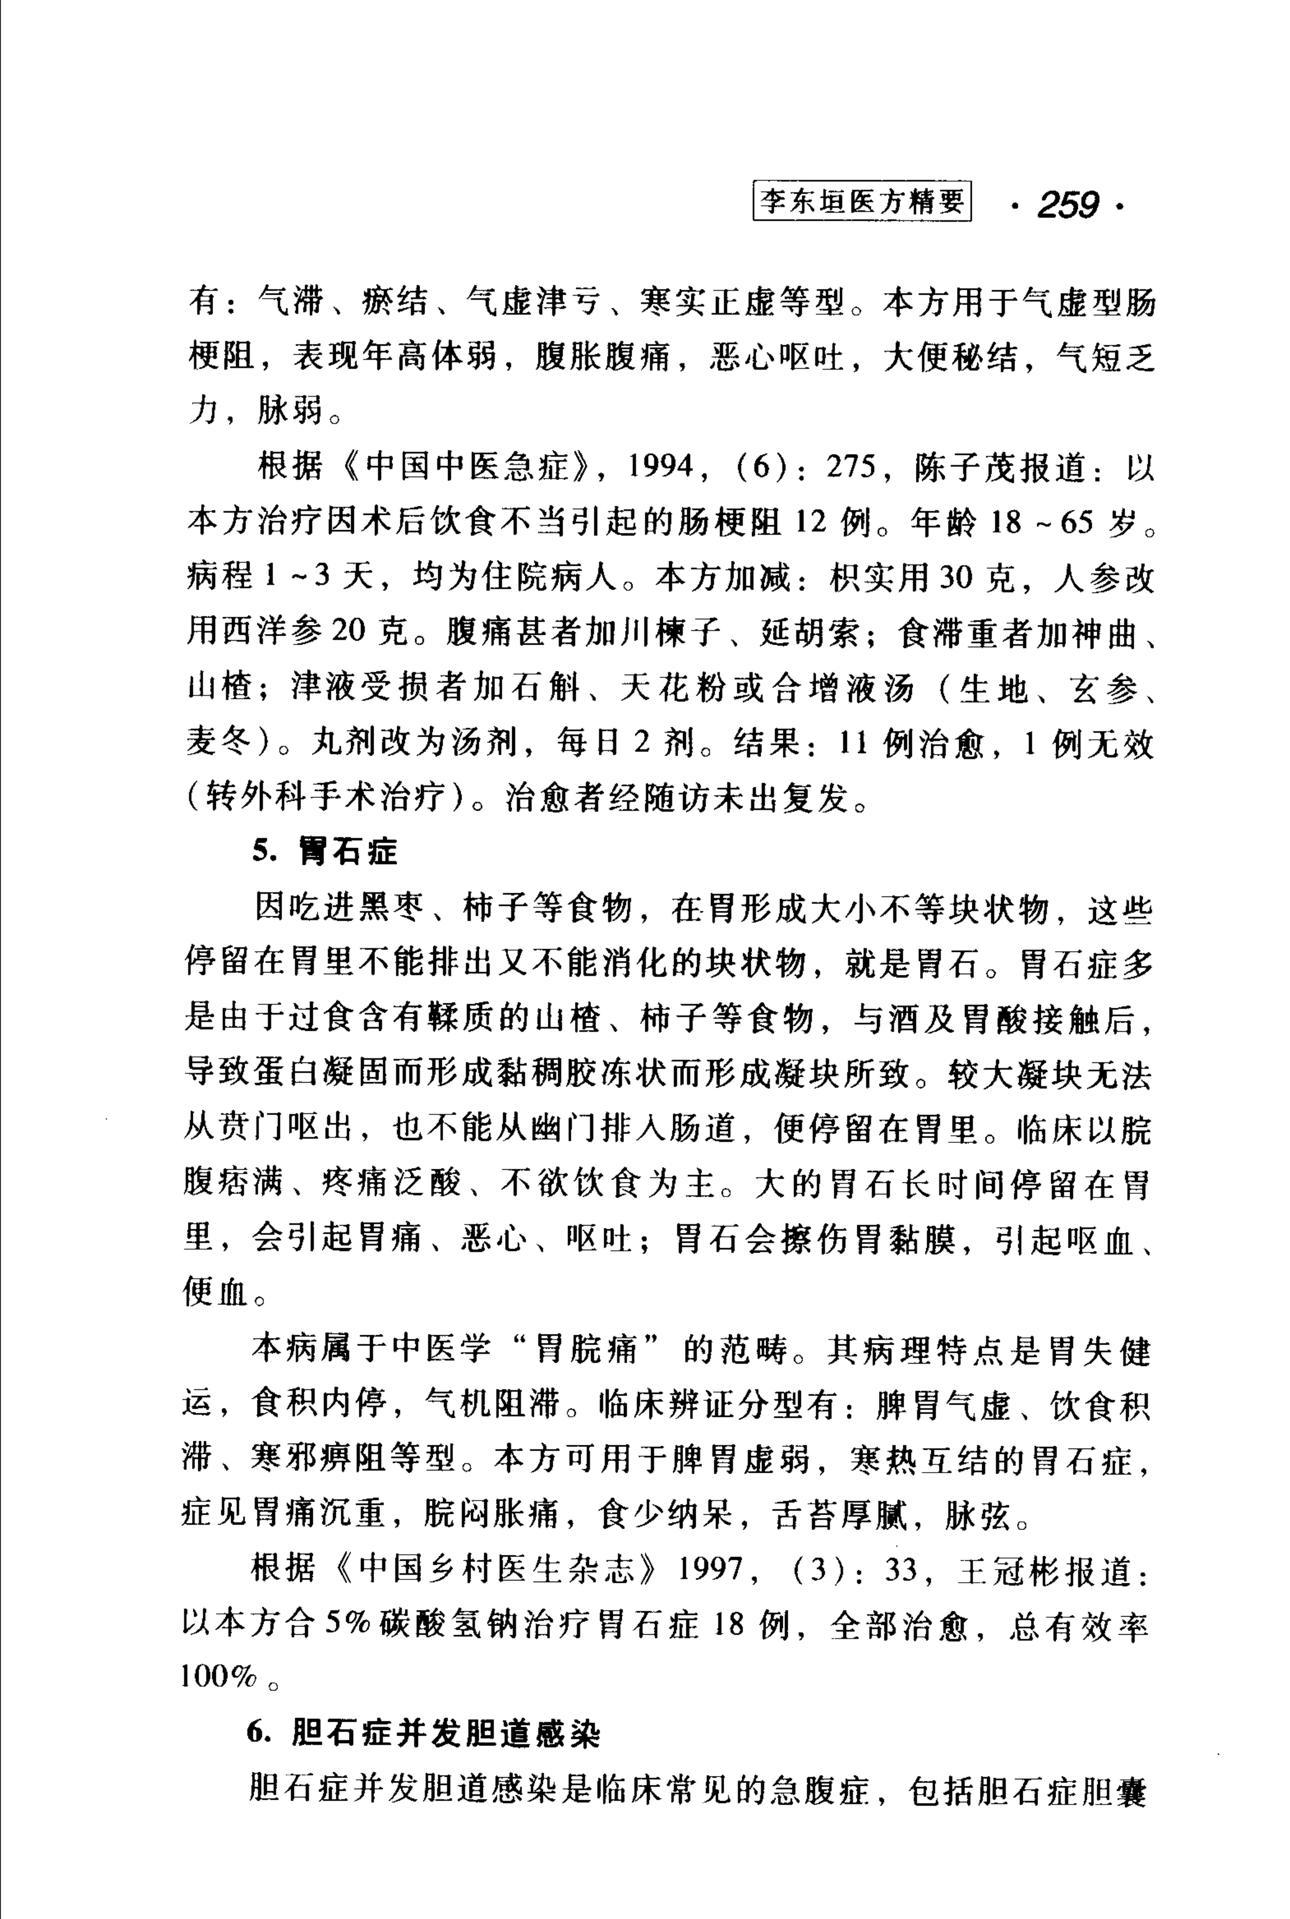 李东垣医方精要 · 259 ·
有：气滞、瘀结、气虚津亏、寒实正虚等型。本方用于气虚型肠
梗阻，表现年高体弱，腹胀腹痛，恶心呕吐，大便秘结，气短乏
力，脉弱。
根据《中国中医急症》，1994，(6)：275，陈子茂报道：以
本方治疗因术后饮食不当引起的肠梗阻 12 例。年龄 18 ~ 65 岁。
病程 1 ~ 3 天，均为住院病人。本方加减：枳实用 30 克，人参改
用西洋参 20 克。腹痛甚者加川楝子、延胡索；食滞重者加神曲、
山楂；津液受损者加石斛、天花粉或合增液汤（生地、玄参、
麦冬）。丸剂改为汤剂，每日 2 剂。结果：11 例治愈，1 例无效
（转外科手术治疗）。治愈者经随访未出复发。
5. 胃石症
因吃进黑枣、柿子等食物，在胃形成大小不等块状物，这些
停留在胃里不能排出又不能消化的块状物，就是胃石。胃石症多
是由于过食含有鞣质的山楂、柿子等食物，与酒及胃酸接触后，
导致蛋白凝固而形成黏稠胶冻状而形成凝块所致。较大凝块无法
从贲门呕出，也不能从幽门排入肠道，便停留在胃里。临床以脘
腹痞满、疼痛泛酸、不欲饮食为主。大的胃石长时间停留在胃
里，会引起胃痛、恶心、呕吐；胃石会擦伤胃黏膜，引起呕血、
便血。
本病属于中医学“胃脘痛”的范畴。其病理特点是胃失健
运，食积内停，气机阻滞。临床辨证分型有：脾胃气虚、饮食积
滞、寒邪痹阻等型。本方可用于脾胃虚弱，寒热互结的胃石症，
症见胃痛沉重，脘闷胀痛，食少纳呆，舌苔厚腻，脉弦。
根据《中国乡村医生杂志》1997，(3)：33，王冠彬报道：
以本方合 5% 碳酸氢钠治疗胃石症 18 例，全部治愈，总有效率
100%。
6. 胆石症并发胆道感染
胆石症并发胆道感染是临床常见的急腹症，包括胆石症胆囊